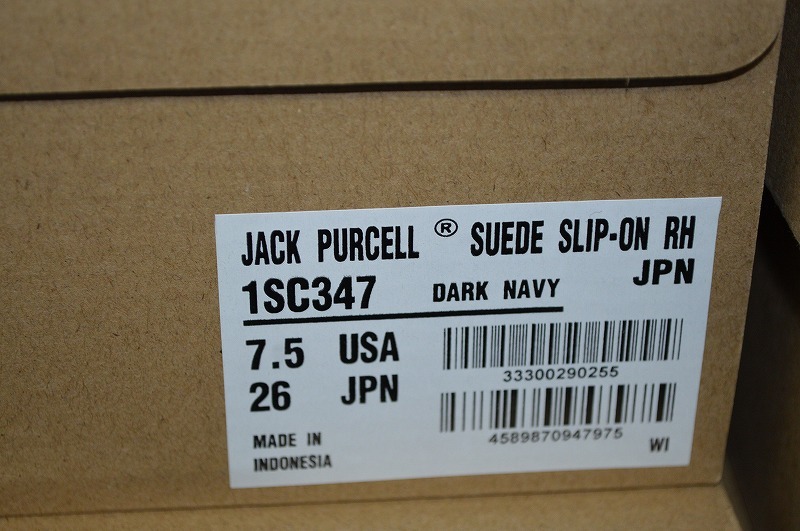 JACK PURCELL ® SUEDE SLIP-ON RH
1SC347 DARK NAVY JPN
7.5 USA
33300290255
26 JPN
4589870947975
MADE IN
INDONESIA
WI